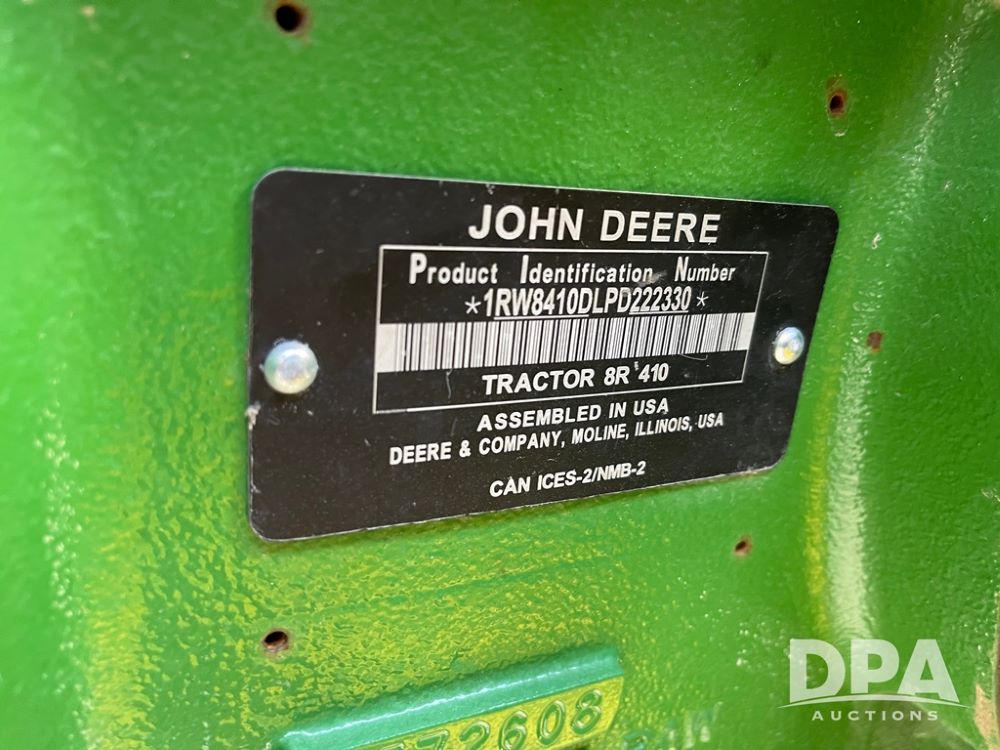 JOHN DEERE
Product Identification Number
*1RW8410DLPD222330*
TRACTOR 8R 410
ASSEMBLED IN USA
DEERE & COMPANY, MOLINE, ILLINOIS, USA
CAN ICES-2/NMB-2
72608
DPA
AUCTIONS